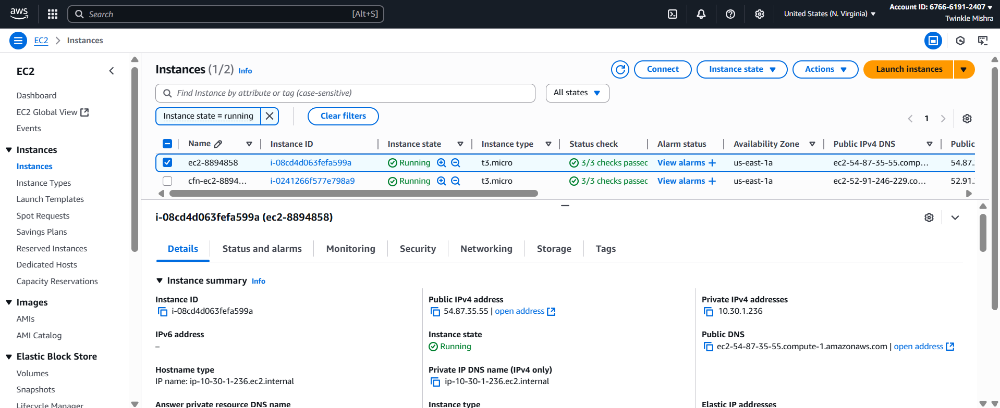 aws
Search [Alt+S]
United States (N. Virginia)
Account ID: 6766-6191-2407
Twinkle Mishra
EC2 Instances
EC2
Dashboard
EC2 Global View
Events
Instances
Instances
Instance Types
Launch Templates
Spot Requests
Savings Plans
Reserved Instances
Dedicated Hosts
Capacity Reservations
Images
AMIs
AMI Catalog
Elastic Block Store
Volumes
Snapshots
Lifecycle Manager
Instances (1/2) Info
Connect Instance state Actions Launch instances
Find Instance by attribute or tag (case-sensitive) All states
Instance state = running Clear filters 1
Name Instance ID Instance state Instance type Status check Alarm status Availability Zone Public IPv4 DNS Public
ec2-8894858 i-08cd4d063fefa599a Running t3.micro 3/3 checks passec View alarms + us-east-1a ec2-54-87-35-55.comp... 54.87.
cfn-ec2-8894... i-0241266f577e798a9 Running t3.micro 3/3 checks passec View alarms + us-east-1a ec2-52-91-246-229.co... 52.91.
i-08cd4d063fefa599a (ec2-8894858)
Details Status and alarms Monitoring Security Networking Storage Tags
Instance summary Info
Instance ID
i-08cd4d063fefa599a
Public IPv4 address
54.87.35.55 | open address
Private IPv4 addresses
10.30.1.236
IPv6 address
–
Instance state
Running
Public DNS
ec2-54-87-35-55.compute-1.amazonaws.com | open address
Hostname type
IP name: ip-10-30-1-236.ec2.internal
Private IP DNS name (IPv4 only)
ip-10-30-1-236.ec2.internal
Answer private resource DNS name
Instance type
Elastic IP addresses